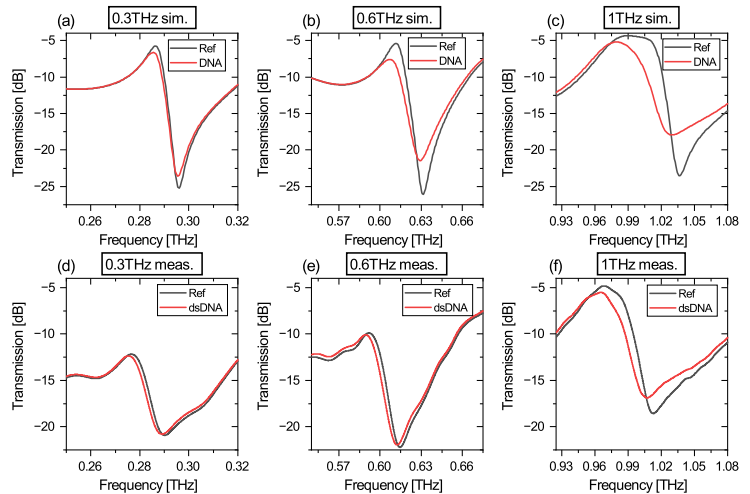 (a) 0.3THz sim.
Ref
DNA
Transmission [dB]
−5
−10
−15
−20
−25
0.26 0.28 0.30 0.32
Frequency [THz]
(b) 0.6THz sim.
Ref
DNA
Transmission [dB]
−5
−10
−15
−20
−25
0.57 0.60 0.63 0.66
Frequency [THz]
(c) 1THz sim.
Ref
DNA
Transmission [dB]
−5
−10
−15
−20
−25
0.93 0.96 0.99 1.02 1.05 1.08
Frequency [THz]
(d) 0.3THz meas.
Ref
dsDNA
Transmission [dB]
−5
−10
−15
−20
0.26 0.28 0.30 0.32
Frequency [THz]
(e) 0.6THz meas.
Ref
dsDNA
Transmission [dB]
−5
−10
−15
−20
0.57 0.60 0.63 0.66
Frequency [THz]
(f) 1THz meas.
Ref
dsDNA
Transmission [dB]
−5
−10
−15
−20
0.93 0.96 0.99 1.02 1.05 1.08
Frequency [THz]